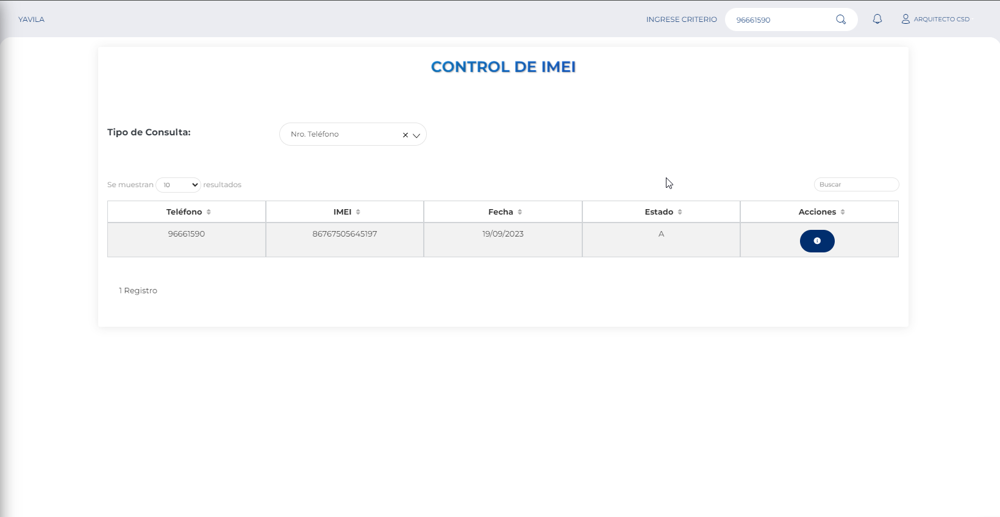 YAVILA
INGRESE CRITERIO 96661590 ARQUITECTO CSD
CONTROL DE IMEI
Tipo de Consulta: Nro. Teléfono
Se muestran 10 resultados Buscar
Teléfono IMEI Fecha Estado Acciones
96661590 86767505645197 19/09/2023 A
1 Registro